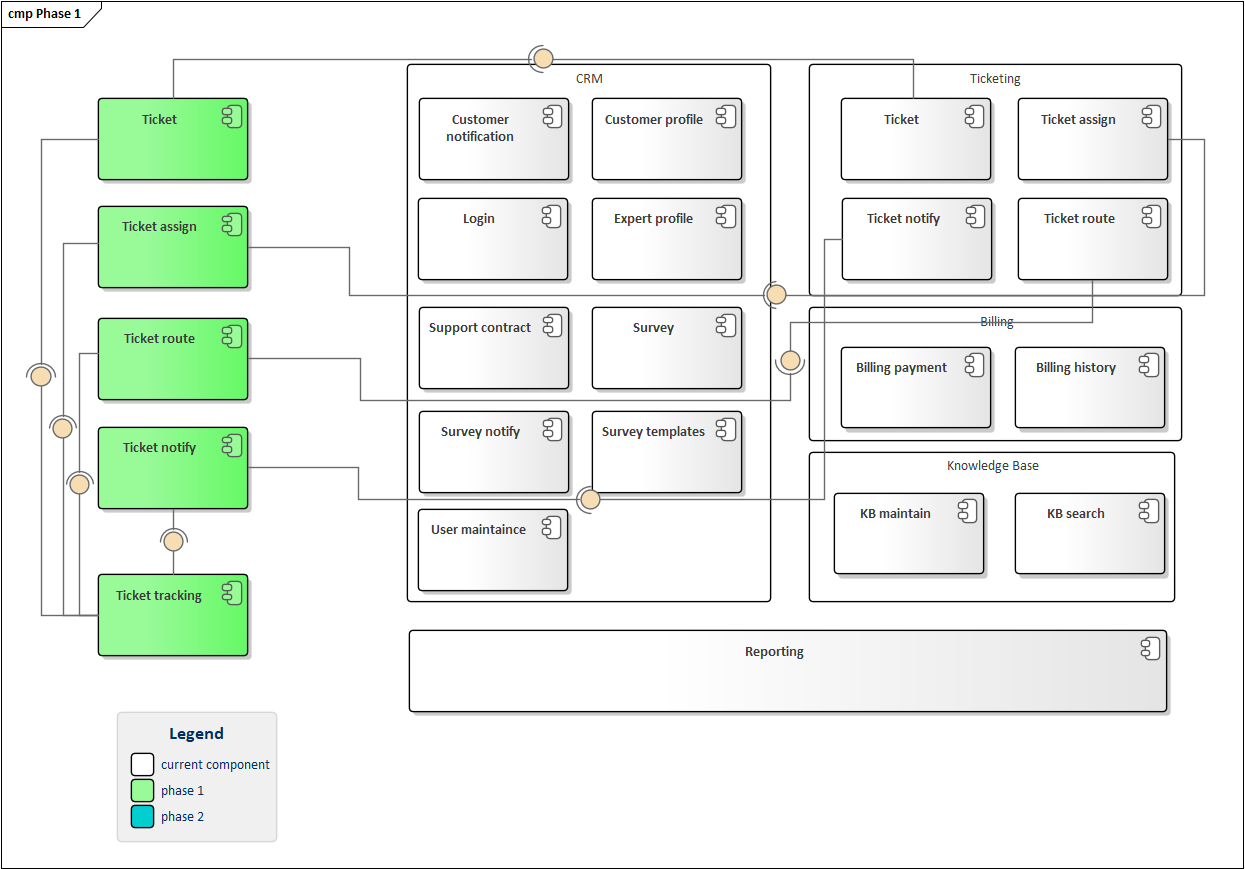 cmp Phase 1
CRM
Ticketing
Ticket
Customer
notification
Customer profile
Ticket
Ticket assign
Ticket assign
Login
Expert profile
Ticket notify
Ticket route
Billing
Ticket route
Support contract
Survey
Billing payment
Billing history
Ticket notify
Survey notify
Survey templates
Knowledge Base
KB maintain
KB search
User maintaince
Ticket tracking
Reporting
Legend
current component
phase 1
phase 2